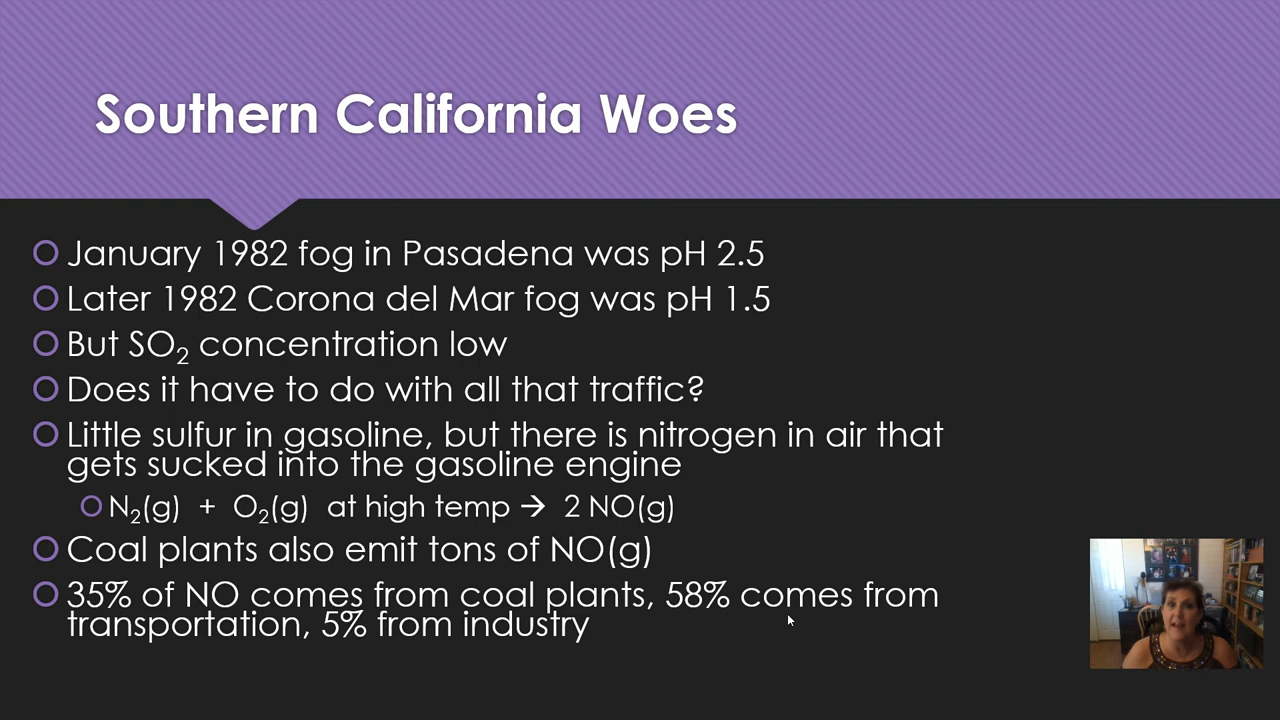 Southern California Woes
January 1982 fog in Pasadena was pH 2.5
Later 1982 Corona del Mar fog was pH 1.5
But SO₂ concentration low
Does it have to do with all that traffic?
Little sulfur in gasoline, but there is nitrogen in air that
gets sucked into the gasoline engine
N₂(g) + O₂(g) at high temp → 2 NO(g)
Coal plants also emit tons of NO(g)
35% of NO comes from coal plants, 58% comes from
transportation, 5% from industry